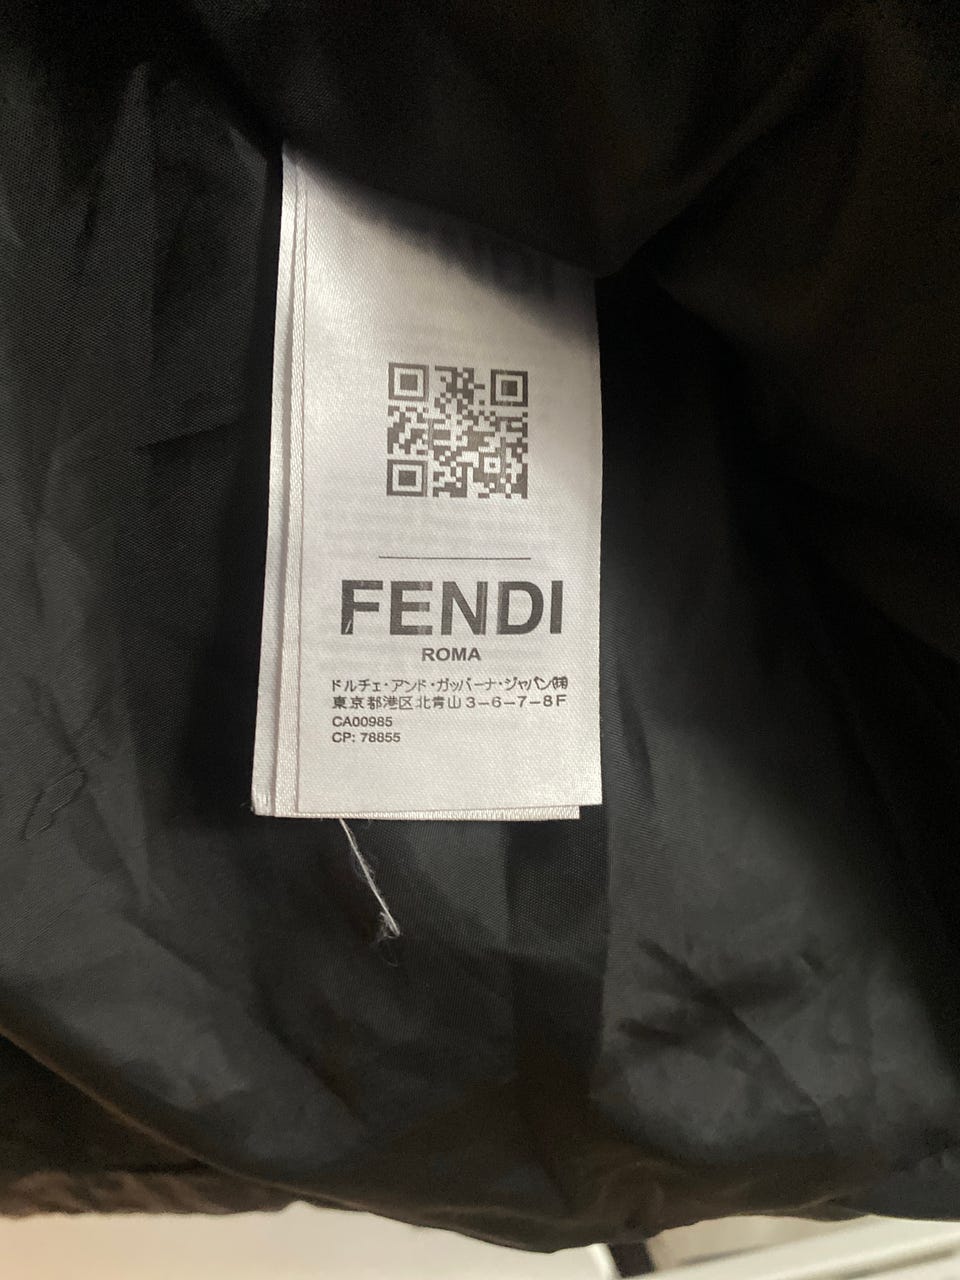 FENDI
ROMA
ドルチェ・アンド・ガッバーナ・ジャパン㈱
東京都港区北青山3-6-7-8F
CA00985
CP: 78855